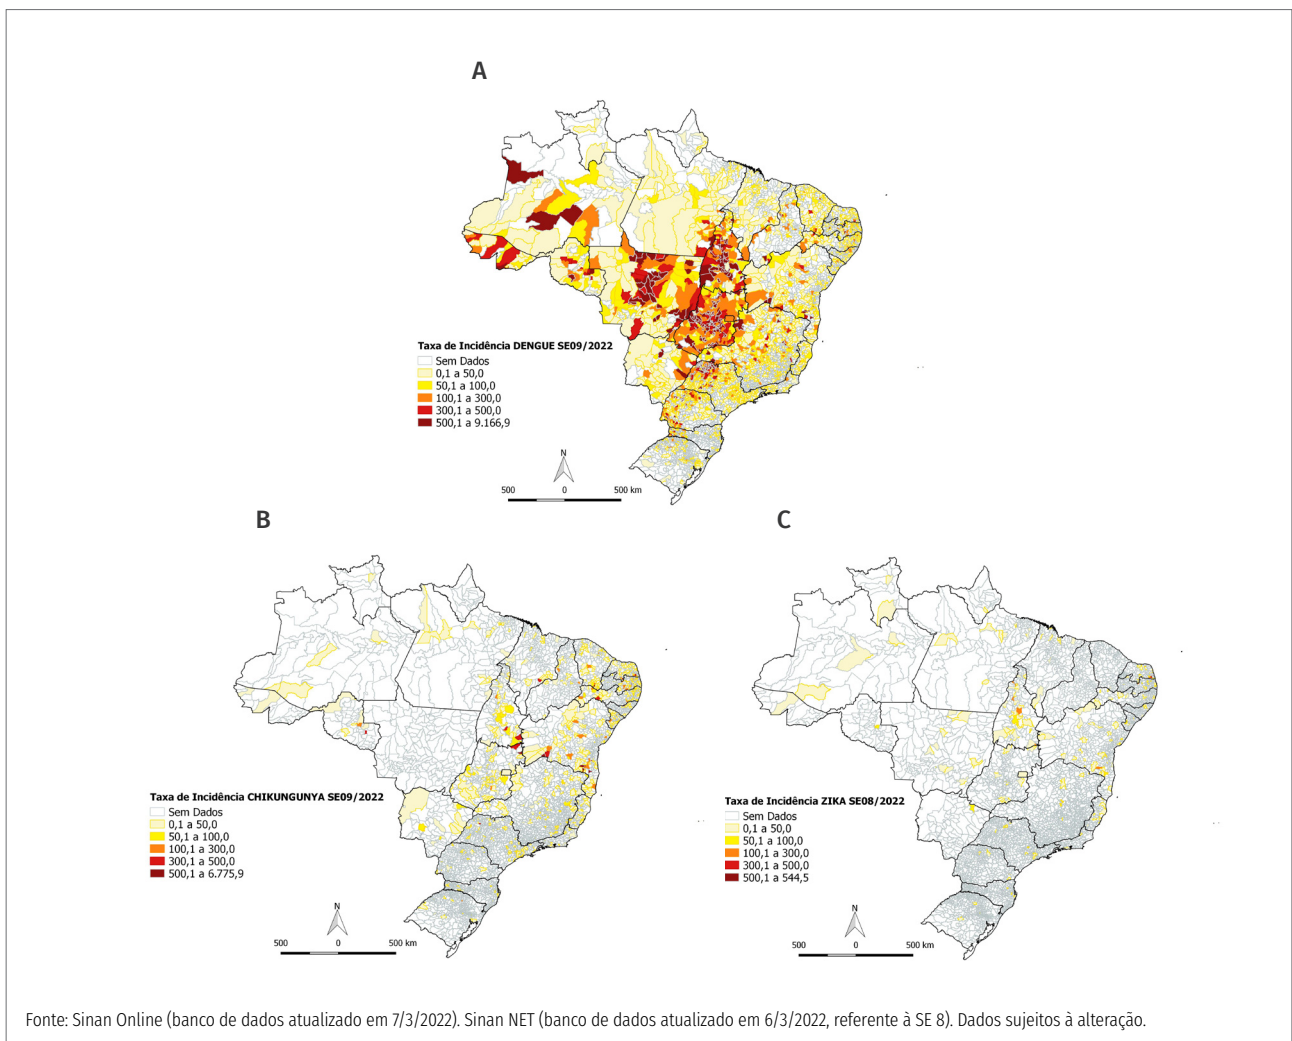 A
Taxa de Incidência DENGUE SE09/2022
Sem Dados
0,1 a 50,0
50,1 a 100,0
100,1 a 300,0
300,1 a 500,0
500,1 a 9.166,9
N
500 0 500 km
B
Taxa de Incidência CHIKUNGUNYA SE09/2022
Sem Dados
0,1 a 50,0
50,1 a 100,0
100,1 a 300,0
300,1 a 500,0
500,1 a 6.775,9
N
500 0 500 km
C
Taxa de Incidência ZIKA SE08/2022
Sem Dados
0,1 a 50,0
50,1 a 100,0
100,1 a 300,0
300,1 a 500,0
500,1 a 544,5
N
500 0 500 km
Fonte: Sinan Online (banco de dados atualizado em 7/3/2022). Sinan NET (banco de dados atualizado em 6/3/2022, referente à SE 8). Dados sujeitos à alteração.